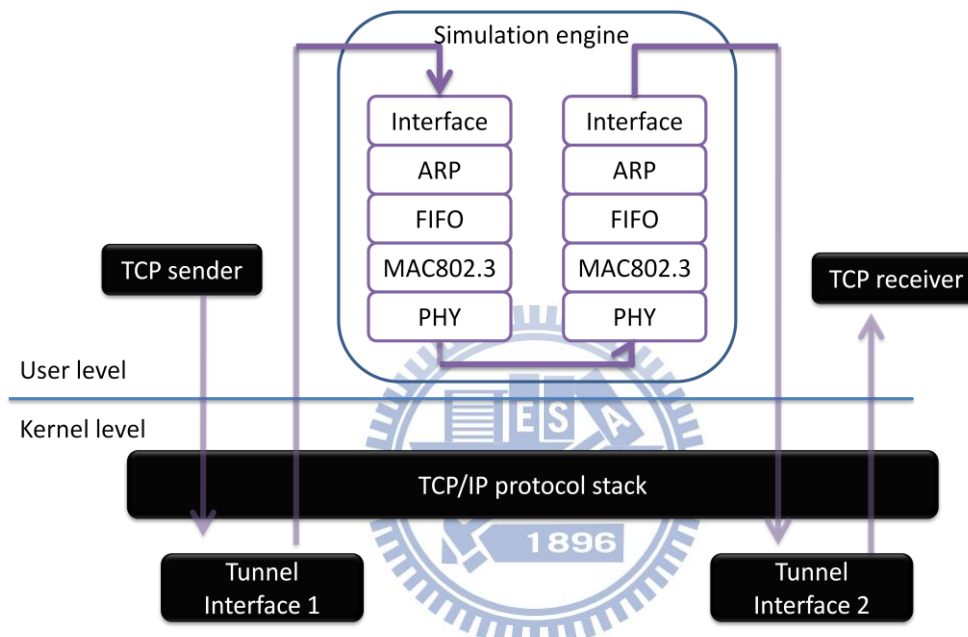 Simulation engine
Interface
ARP
FIFO
MAC802.3
PHY
Interface
ARP
FIFO
MAC802.3
PHY
TCP sender
TCP receiver
User level
Kernel level
E S A
TCP/IP protocol stack
1896
Tunnel
Interface 1
Tunnel
Interface 2